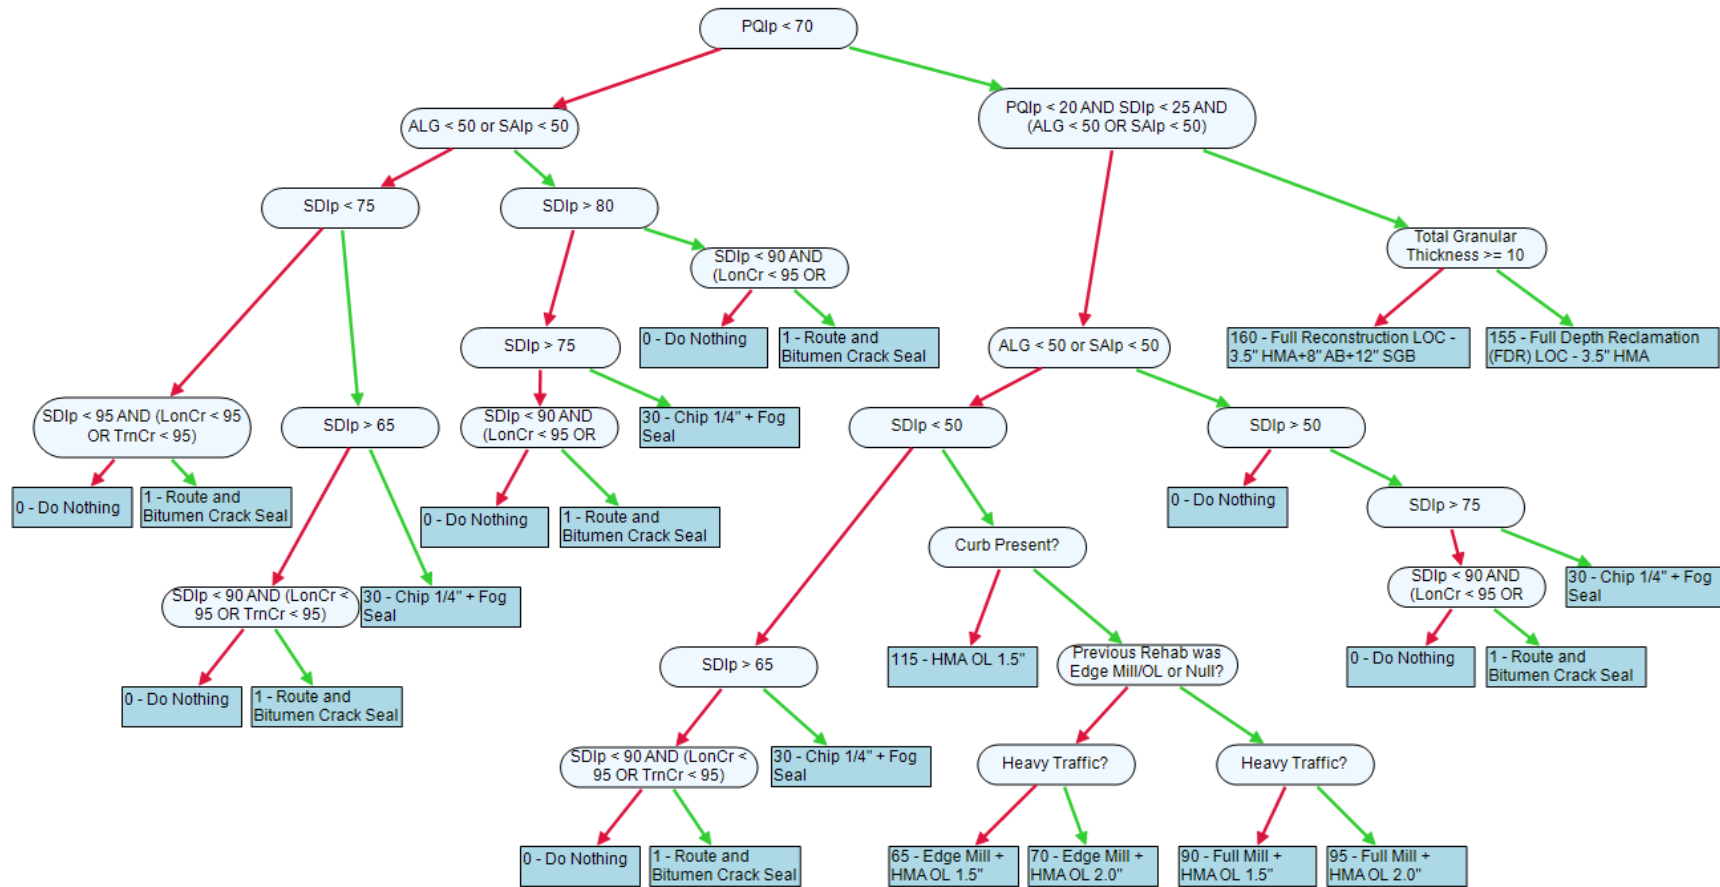 PQIp < 70
PQIp < 20 AND SDIp < 25 AND
(ALG < 50 OR SAIp < 50)
ALG < 50 or SAIp < 50
SDIp < 75
SDIp > 80
Total Granular
Thickness >= 10
SDIp < 90 AND
(LonCr < 95 OR
0 - Do Nothing
1 - Route and
Bitumen Crack Seal
160 - Full Reconstruction LOC -
3.5" HMA+8" AB+12" SGB
155 - Full Depth Reclamation
(FDR) LOC - 3.5" HMA
SDIp > 75
ALG < 50 or SAIp < 50
SDIp < 95 AND (LonCr < 95
OR TrnCr < 95)
SDIp > 65
SDIp < 90 AND
(LonCr < 95 OR
30 - Chip 1/4" + Fog
Seal
SDIp < 50
SDIp > 50
0 - Do Nothing
1 - Route and
Bitumen Crack Seal
0 - Do Nothing
1 - Route and
Bitumen Crack Seal
0 - Do Nothing
SDIp > 75
Curb Present?
SDIp < 90 AND (LonCr <
95 OR TrnCr < 95)
30 - Chip 1/4" + Fog
Seal
SDIp < 90 AND
(LonCr < 95 OR
30 - Chip 1/4" + Fog
Seal
0 - Do Nothing
1 - Route and
Bitumen Crack Seal
SDIp > 65
115 - HMA OL 1.5"
Previous Rehab was
Edge Mill/OL or Null?
0 - Do Nothing
1 - Route and
Bitumen Crack Seal
SDIp < 90 AND (LonCr <
95 OR TrnCr < 95)
30 - Chip 1/4" + Fog
Seal
Heavy Traffic?
Heavy Traffic?
0 - Do Nothing
1 - Route and
Bitumen Crack Seal
65 - Edge Mill +
HMA OL 1.5"
70 - Edge Mill +
HMA OL 2.0"
90 - Full Mill +
HMA OL 1.5"
95 - Full Mill +
HMA OL 2.0"